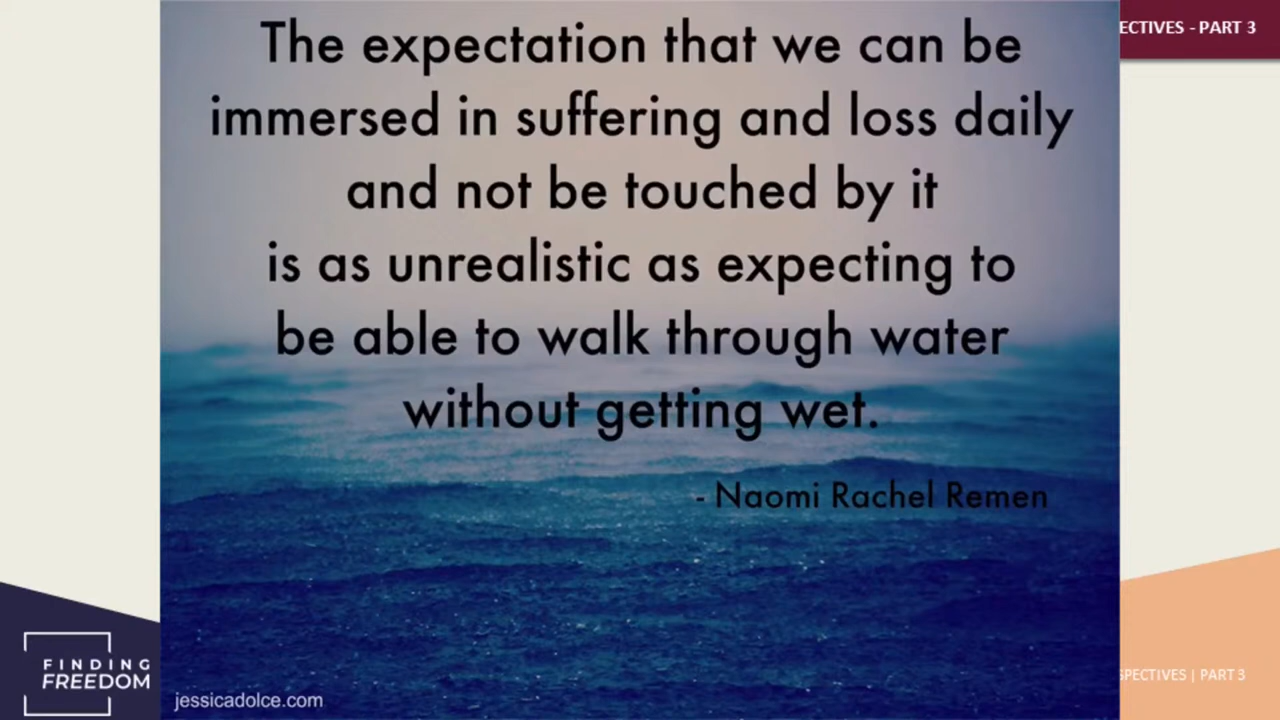 ECTIVES - PART 3
The expectation that we can be
immersed in suffering and loss daily
and not be touched by it
is as unrealistic as expecting to
be able to walk through water
without getting wet.
- Naomi Rachel Remen
FINDING
FREEDOM
jessicadolce.com
SPECTIVES | PART 3